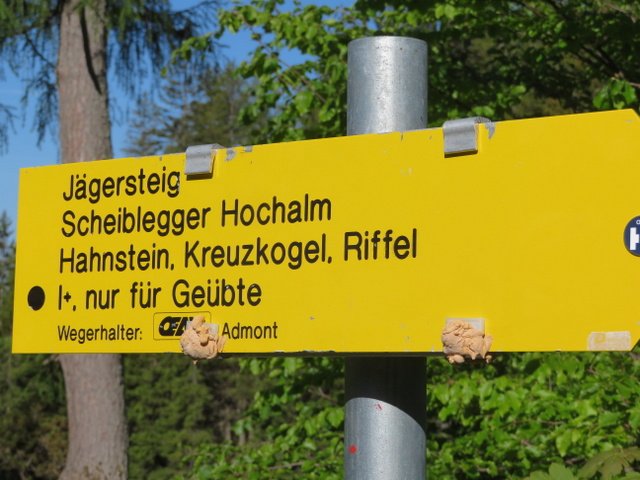 Jägersteig
Scheiblegger Hochalm
Hahnstein, Kreuzkogel, Riffel
I+, nur für Geübte
Wegerhalter: Admont